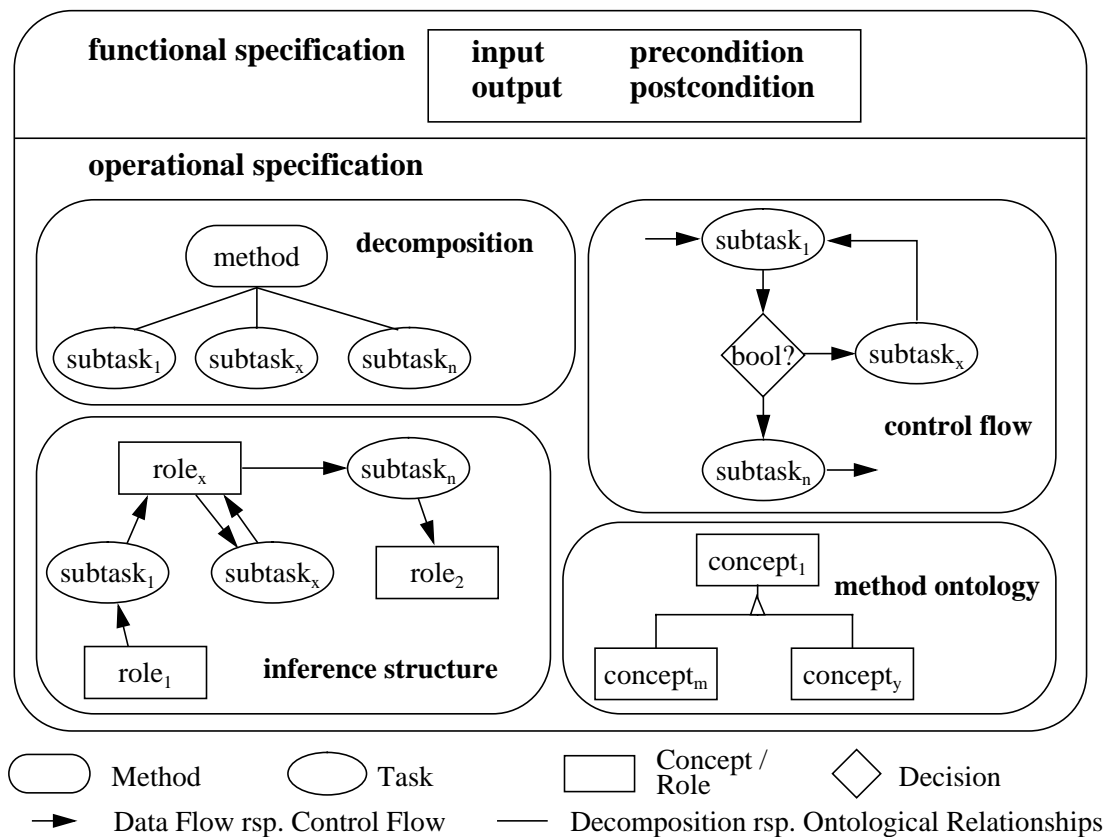 functional specification
input precondition
output postcondition
operational specification
decomposition
method
subtask₁ subtaskₓ subtaskₙ
subtask₁
bool? subtaskₓ
control flow
subtaskₙ
roleₓ subtaskₙ
subtask₁ subtaskₓ role₂
role₁ inference structure
concept₁
method ontology
conceptₘ concept_y
Method Task Concept / Role Decision
Data Flow rsp. Control Flow Decomposition rsp. Ontological Relationships